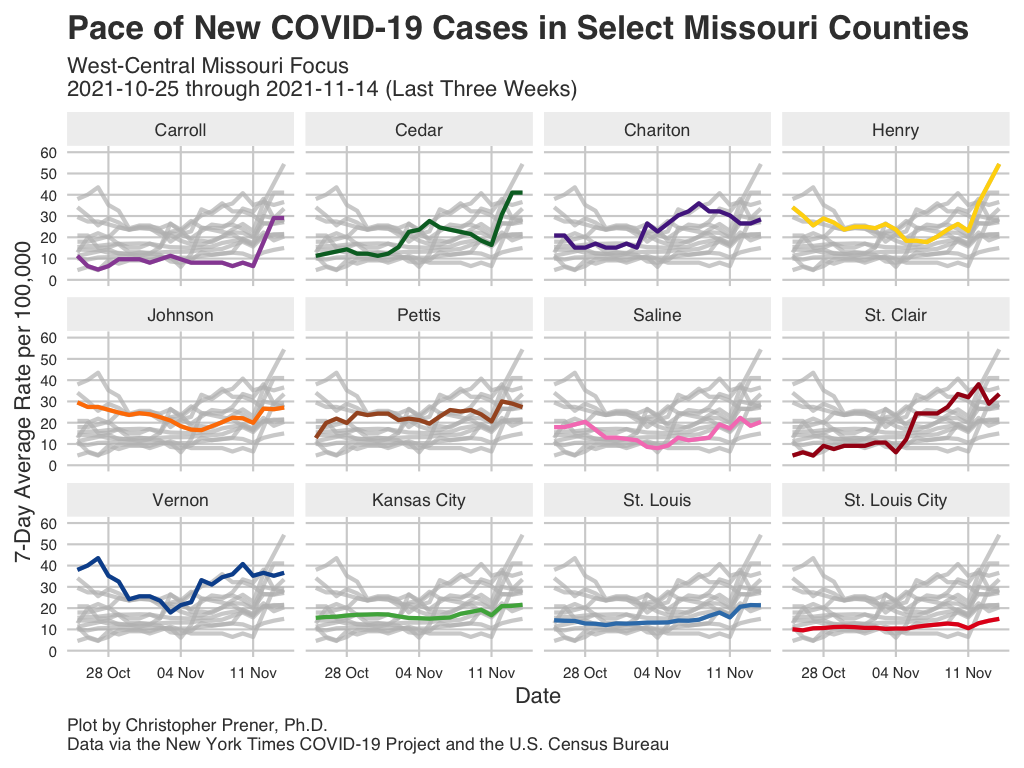 Pace of New COVID-19 Cases in Select Missouri Counties
West-Central Missouri Focus
2021-10-25 through 2021-11-14 (Last Three Weeks)
Carroll Cedar Chariton Henry
60
50
40
30
20
10
0
Johnson Pettis Saline St. Clair
60
50
40
30
20
10
0
Vernon Kansas City St. Louis St. Louis City
60
50
40
30
20
10
0
7-Day Average Rate per 100,000
28 Oct 04 Nov 11 Nov 28 Oct 04 Nov 11 Nov 28 Oct 04 Nov 11 Nov 28 Oct 04 Nov 11 Nov
Date
Plot by Christopher Prener, Ph.D.
Data via the New York Times COVID-19 Project and the U.S. Census Bureau